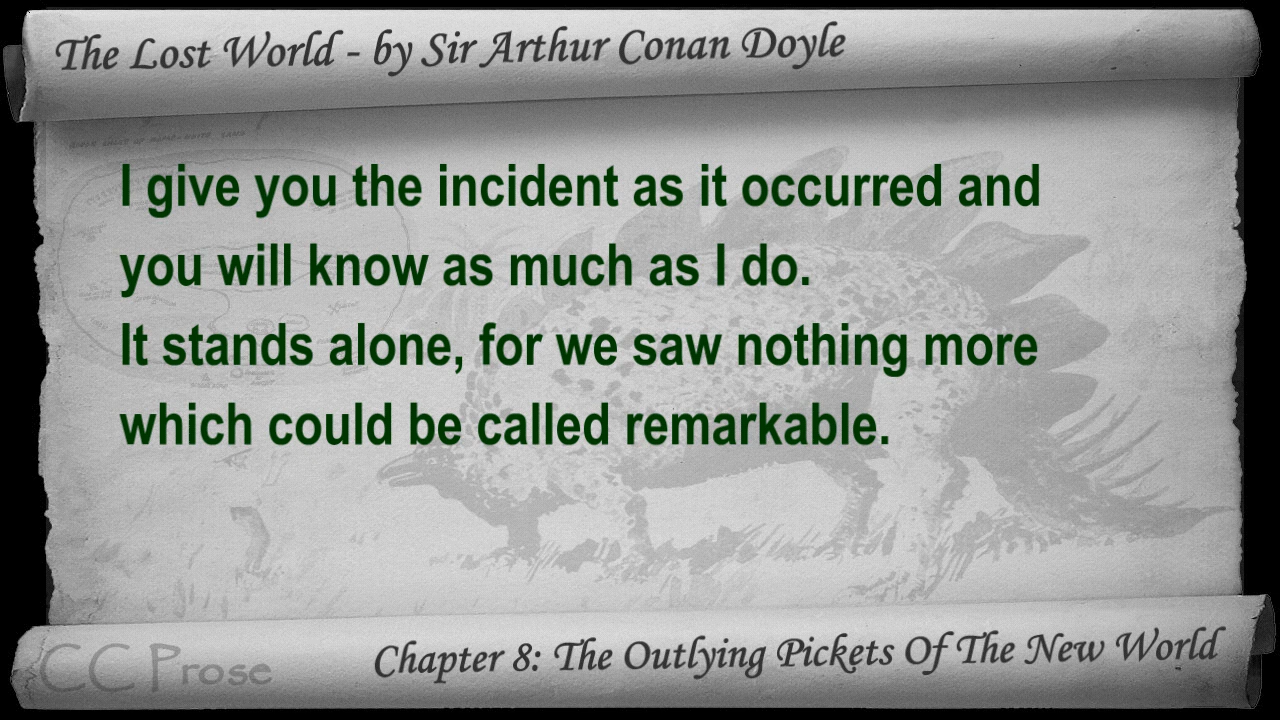 The Lost World - by Sir Arthur Conan Doyle
I give you the incident as it occurred and
you will know as much as I do.
It stands alone, for we saw nothing more
which could be called remarkable.
CC Prose
Chapter 8: The Outlying Pickets Of The New World